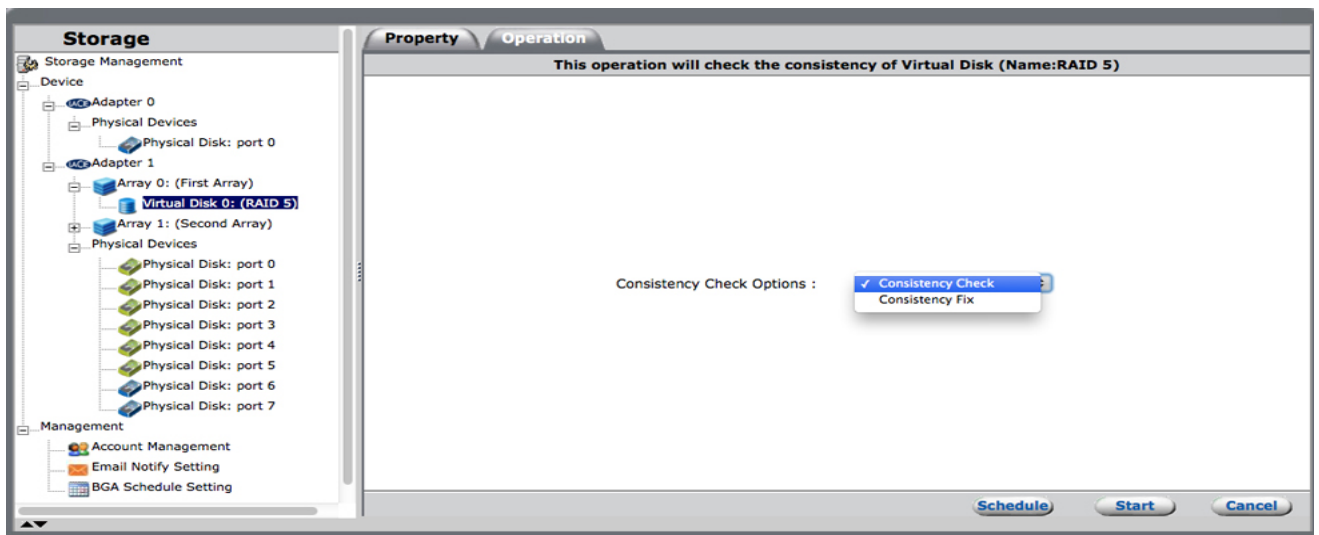 Storage
Storage Management
Device
Adapter 0
Physical Devices
Physical Disk: port 0
Adapter 1
Array 0: (First Array)
Virtual Disk 0: (RAID 5)
Array 1: (Second Array)
Physical Devices
Physical Disk: port 0
Physical Disk: port 1
Physical Disk: port 2
Physical Disk: port 3
Physical Disk: port 4
Physical Disk: port 5
Physical Disk: port 6
Physical Disk: port 7
Management
Account Management
Email Notify Setting
BGA Schedule Setting
Property Operation
This operation will check the consistency of Virtual Disk (Name:RAID 5)
Consistency Check Options :
✓ Consistency Check
Consistency Fix
Schedule Start Cancel